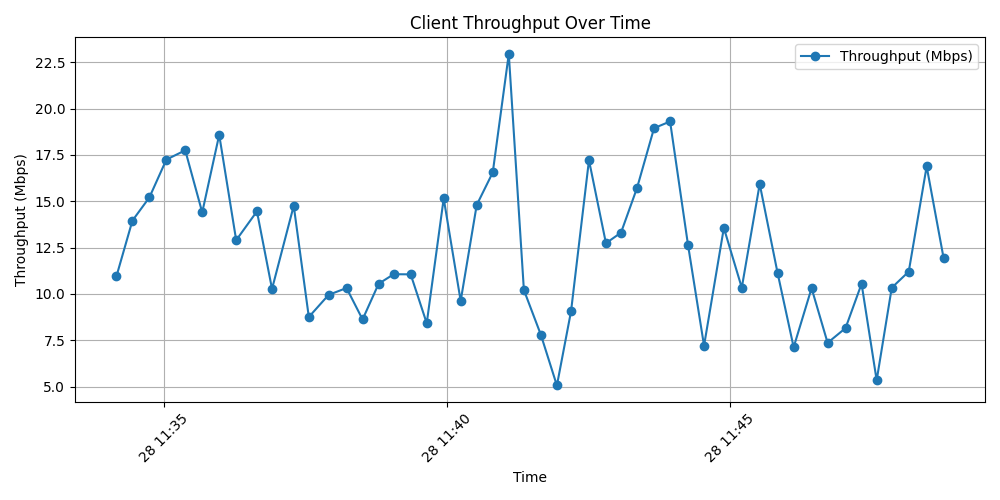 Client Throughput Over Time
Throughput (Mbps)
Throughput (Mbps)
22.5
20.0
17.5
15.0
12.5
10.0
7.5
5.0
28 11:35
28 11:40
28 11:45
Time